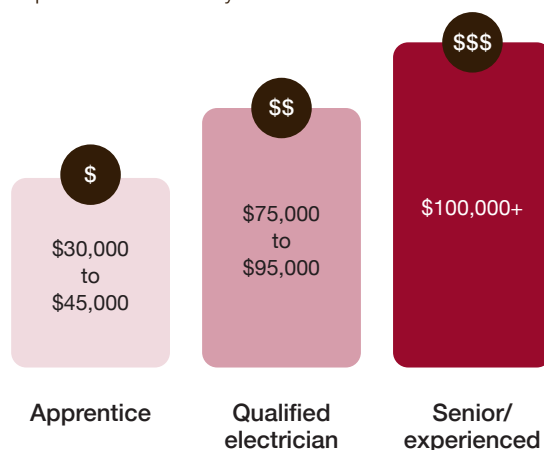 $
$30,000
to
$45,000
Apprentice
$$
$75,000
to
$95,000
Qualified
electrician
$$$
$100,000+
Senior/
experienced